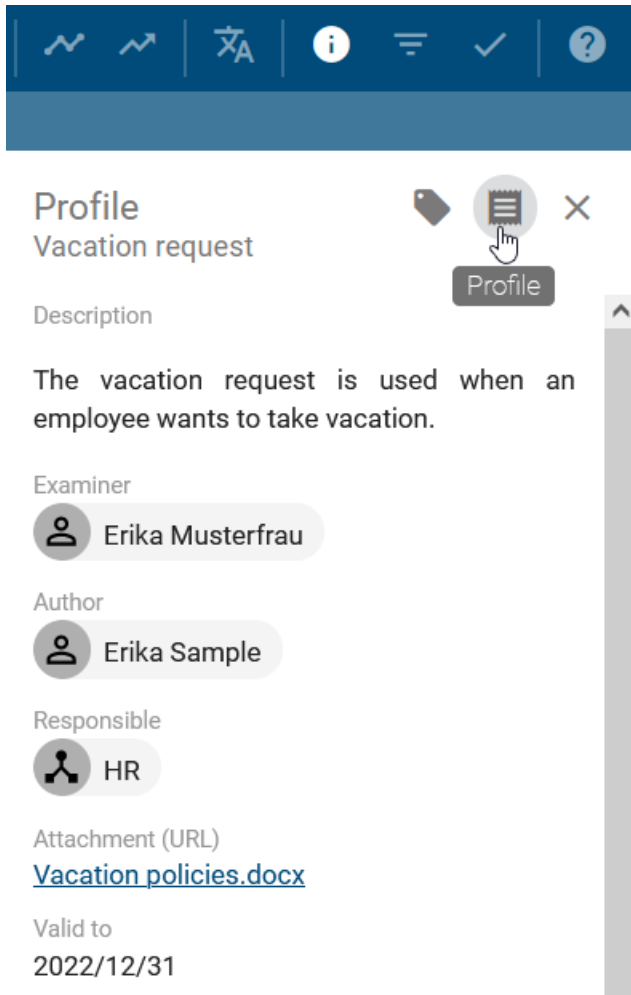 Profile
Vacation request
Profile
Description
The vacation request is used when an
employee wants to take vacation.
Examiner
Erika Musterfrau
Author
Erika Sample
Responsible
HR
Attachment (URL)
Vacation policies.docx
Valid to
2022/12/31